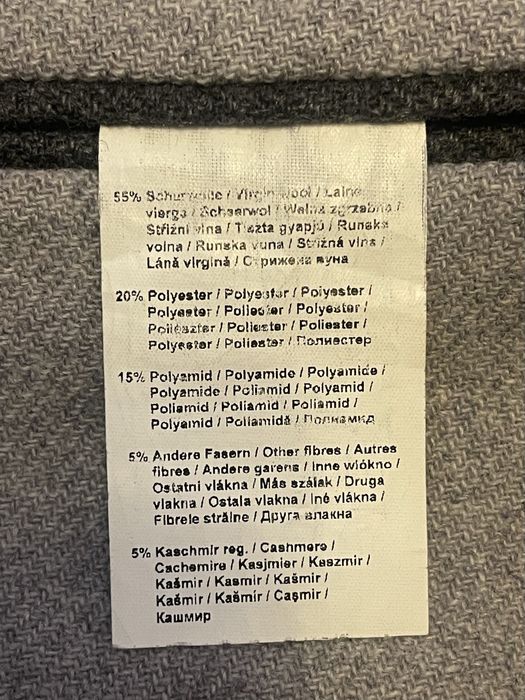 55% Schurwolle / Virgin wool / Laine
vierge / Scheerwol / Wełna zgrzebna /
Střižní vlna / Tiszta gyapjú / Runska
volna / Runska vuna / Strižná vlna /
Lână virgină / Стрижена вуна
20% Polyester / Polyester / Polyester /
Polyester / Poliester / Polyester /
Poliészter / Poliester / Poliester /
Polyester / Poliester / Полиестер
15% Polyamid / Polyamide / Polyamide /
Polyamide / Poliamid / Polyamid /
Poliamid / Poliamid / Poliamid /
Polyamid / Poliamidă / Полиамид
5% Andere Fasern / Other fibres / Autres
fibres / Andere garens / Inne włókno /
Ostatní vlákna / Más szálak / Druga
vlakna / Ostala vlakna / Iné vlákna /
Fibrele străine / Друга влакна
5% Kaschmir reg. / Cashmere /
Cachemire / Kasjmier / Kaszmir /
Kašmír / Kasmír / Kašmir /
Kašmir / Kašmír / Caşmir /
Кашмир